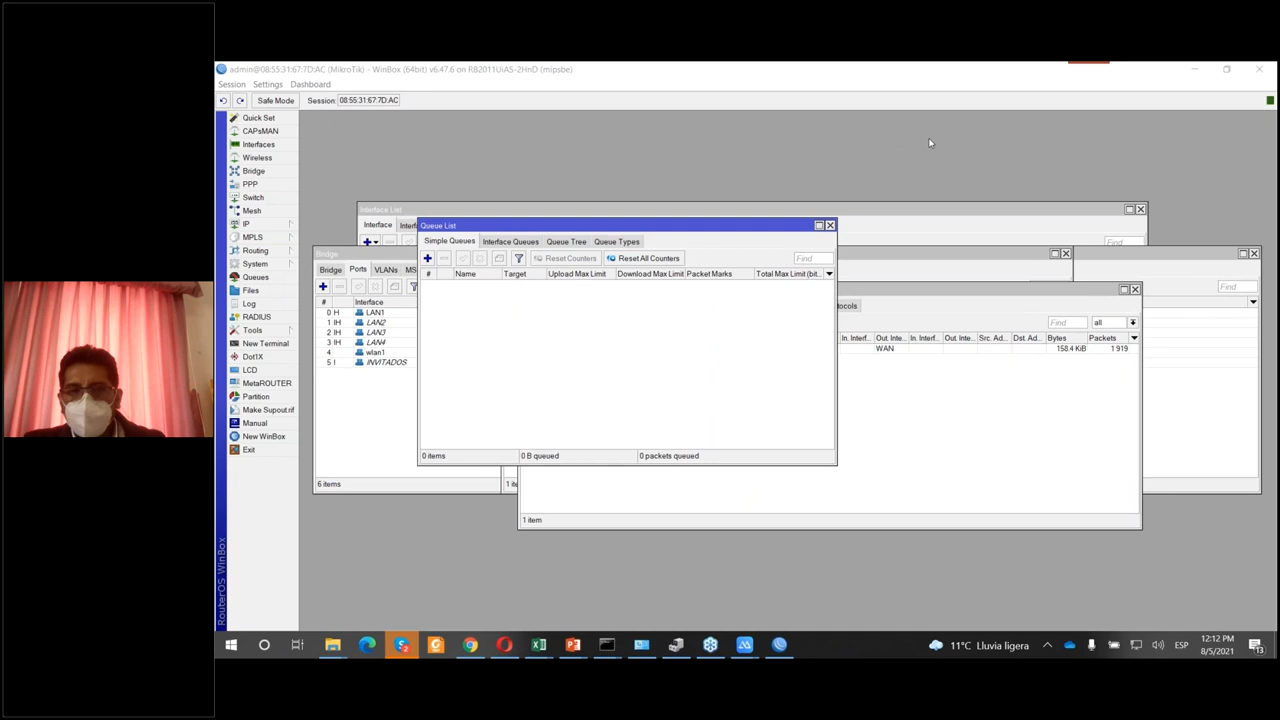 admin@08:55:31:67:7D:AC (MikroTik) - WinBox (64bit) v6.47.6 on RB2011UiAS-2HnD (mipsbe)
Session Settings Dashboard
Safe Mode Session: 08:55:31:67:7D:AC
Quick Set
CAPsMAN
Interfaces
Wireless
Bridge
PPP
Switch
Mesh
IP
MPLS
Routing
System
Queues
Files
Log
RADIUS
Tools
New Terminal
Dot1X
LCD
MetaROUTER
Partition
Make Supout.rif
Manual
New WinBox
Exit
RouterOS WinBox
Interface List
Interface
Find
Bridge
Bridge Ports VLANs
# Interface
0 H LAN1
1 IH LAN2
2 IH LAN3
3 IH LAN4
4 wlan1
5 I INVITADOS
6 items
Queue List
Simple Queues Interface Queues Queue Tree Queue Types
Reset Counters Reset All Counters Find
# Name Target Upload Max Limit Download Max Limit Packet Marks Total Max Limit (bit...
0 items 0 B queued 0 packets queued
Find
Find all
In. Interf... Out. Inte... In. Interf... Out. Inte... Src. Ad... Dst. Ad... Bytes Packets
WAN 158.4 KiB 1 919
1 item
11°C Lluvia ligera ESP 12:12 PM
8/5/2021
13